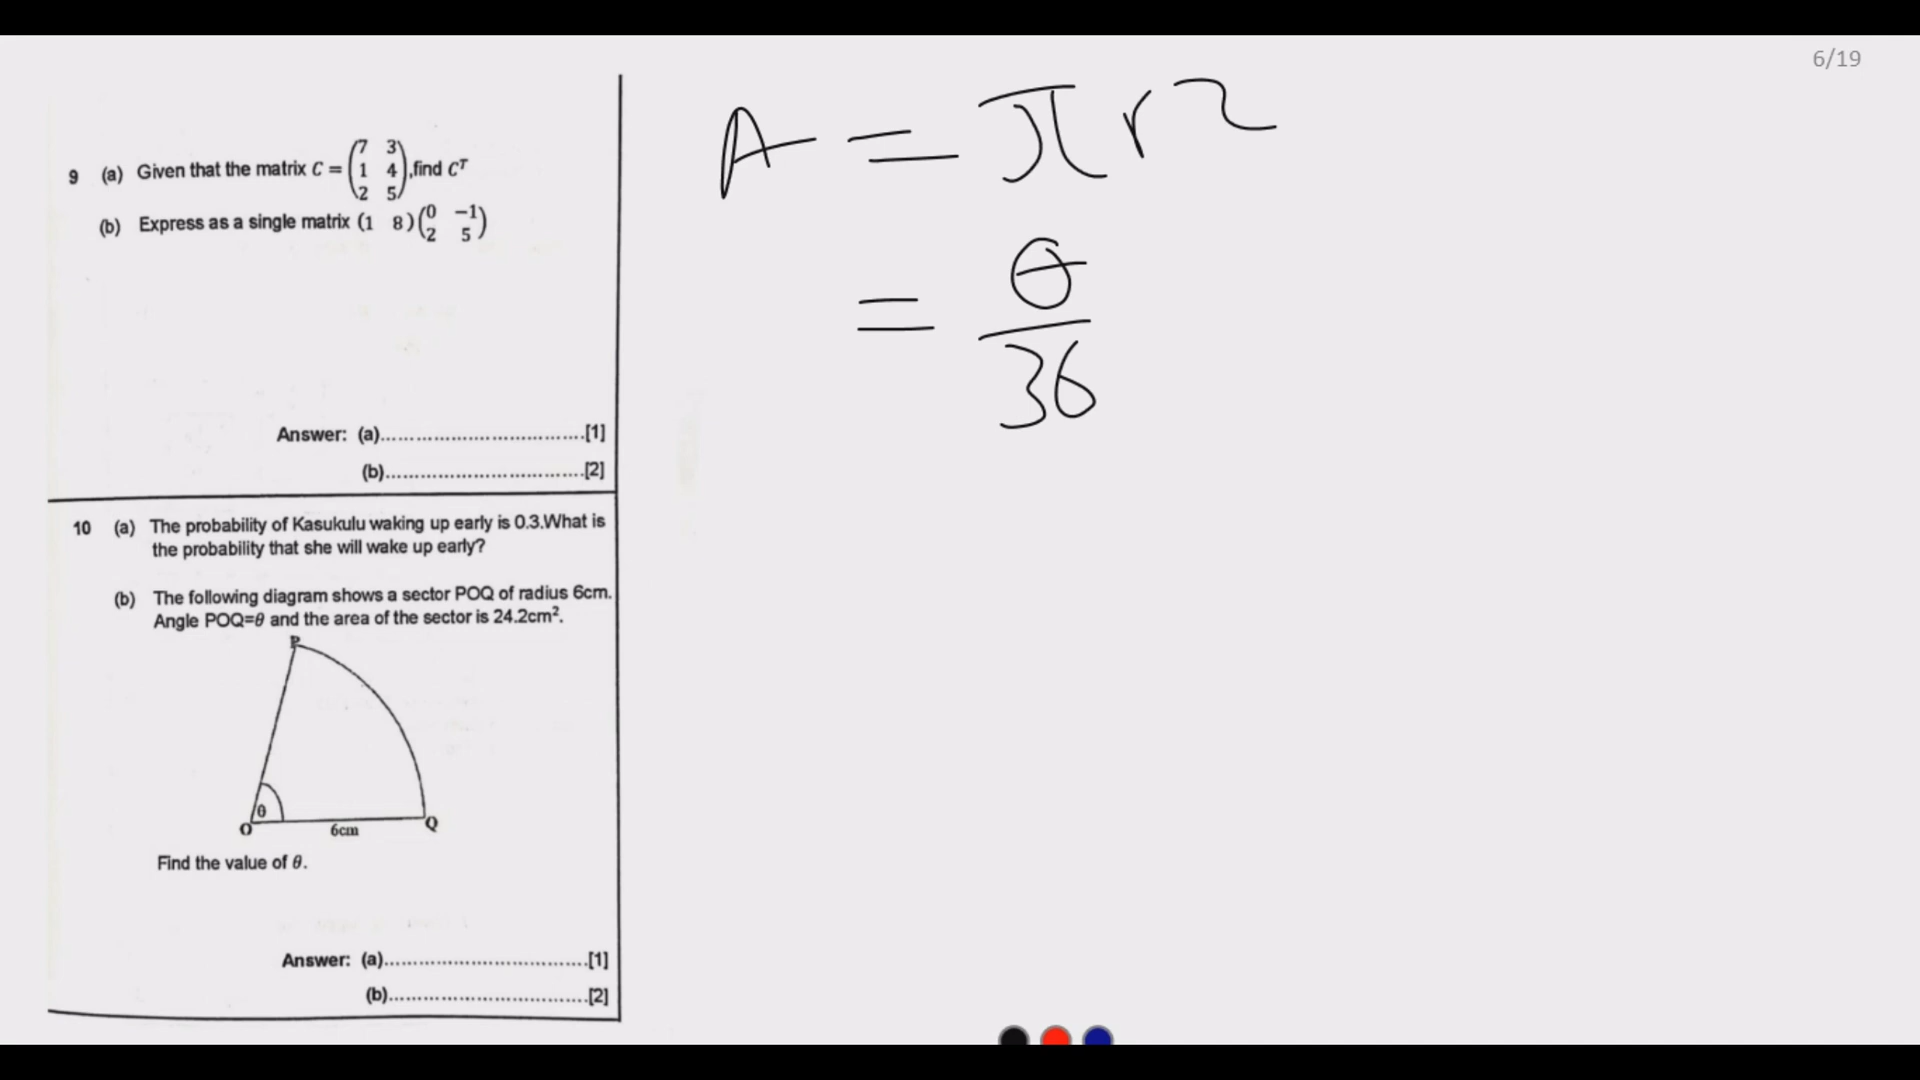 9 (a) Given that the matrix C = (7 3
1 4
2 5), find Cᵀ
(b) Express as a single matrix (1 8)(0 −1
2 5)
Answer: (a)..................................[1]
(b).................................[2]
10 (a) The probability of Kasukulu waking up early is 0.3.What is
the probability that she will wake up early?
(b) The following diagram shows a sector POQ of radius 6cm.
Angle POQ=θ and the area of the sector is 24.2cm².
P
θ
O
6cm
Q
Find the value of θ.
Answer: (a)..................................[1]
(b).................................[2]
A = πr²
= θ
36
6/19